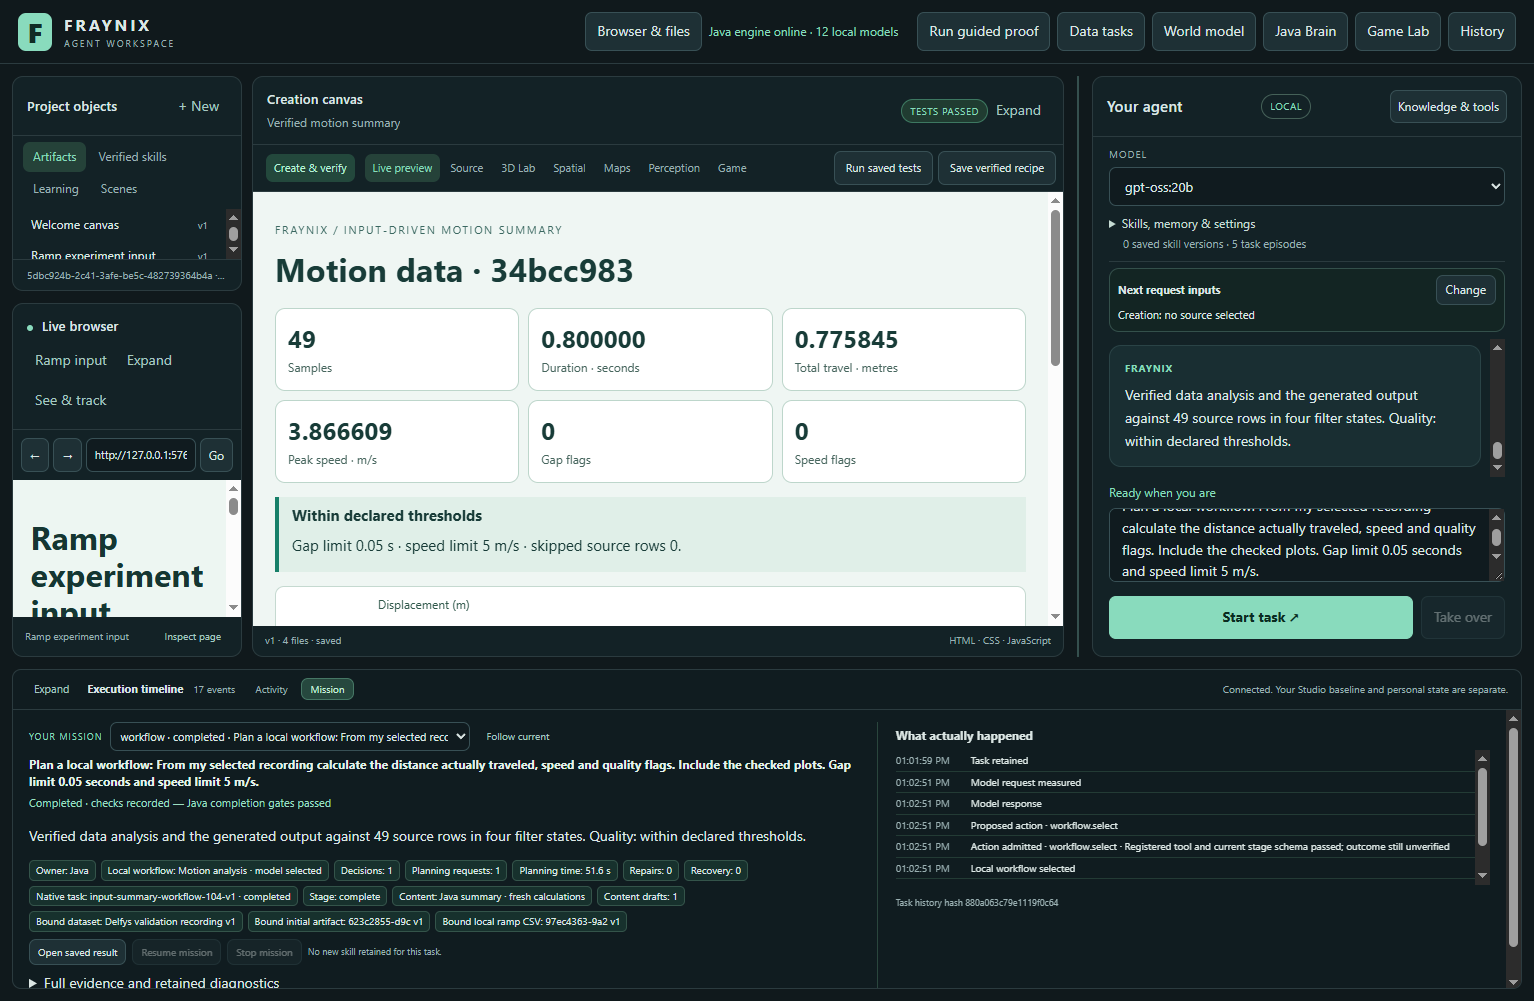 F
FRAYNIX
AGENT WORKSPACE
Browser & files
Java engine online · 12 local models
Run guided proof
Data tasks
World model
Java Brain
Game Lab
History
Project objects
+ New
Artifacts
Verified skills
Learning
Scenes
Welcome canvas
v1
Ramp experiment input
v1
5dbc924b-2c41-3afe-be5c-482739364b4a ·...
Live browser
Ramp input
Expand
See & track
←
→
http://127.0.0.1:576
Go
Ramp
experiment
input
Ramp experiment input
Inspect page
Creation canvas
Verified motion summary
TESTS PASSED
Expand
Create & verify
Live preview
Source
3D Lab
Spatial
Maps
Perception
Game
Run saved tests
Save verified recipe
FRAYNIX / INPUT-DRIVEN MOTION SUMMARY
Motion data · 34bcc983
49
Samples
0.800000
Duration · seconds
0.775845
Total travel · metres
3.866609
Peak speed · m/s
0
Gap flags
0
Speed flags
Within declared thresholds
Gap limit 0.05 s · speed limit 5 m/s · skipped source rows 0.
Displacement (m)
v1 · 4 files · saved
HTML · CSS · JavaScript
Your agent
LOCAL
Knowledge & tools
MODEL
gpt-oss:20b
Skills, memory & settings
0 saved skill versions · 5 task episodes
Next request inputs
Change
Creation: no source selected
FRAYNIX
Verified data analysis and the generated output
against 49 source rows in four filter states. Quality:
within declared thresholds.
Ready when you are
Plan a local workflow: From my selected recording
calculate the distance actually traveled, speed and quality
flags. Include the checked plots. Gap limit 0.05 seconds
and speed limit 5 m/s.
Start task ↗
Take over
Expand
Execution timeline
17 events
Activity
Mission
Connected. Your Studio baseline and personal state are separate.
YOUR MISSION
workflow · completed · Plan a local workflow: From my selected recc
Follow current
Plan a local workflow: From my selected recording calculate the distance actually traveled, speed and quality flags. Include the checked plots. Gap
limit 0.05 seconds and speed limit 5 m/s.
Completed · checks recorded — Java completion gates passed
Verified data analysis and the generated output against 49 source rows in four filter states. Quality: within declared thresholds.
Owner: Java
Local workflow: Motion analysis · model selected
Decisions: 1
Planning requests: 1
Planning time: 51.6 s
Repairs: 0
Recovery: 0
Native task: input-summary-workflow-104-v1 · completed
Stage: complete
Content: Java summary · fresh calculations
Content drafts: 1
Bound dataset: Delfys validation recording v1
Bound initial artifact: 623c2855-d9c v1
Bound local ramp CSV: 97ec4363-9a2 v1
Open saved result
Resume mission
Stop mission
No new skill retained for this task.
Full evidence and retained diagnostics
What actually happened
01:01:59 PM Task retained
01:02:51 PM Model request measured
01:02:51 PM Model response
01:02:51 PM Proposed action · workflow.select
01:02:51 PM Action admitted · workflow.select · Registered tool and current stage schema passed; outcome still unverified
01:02:51 PM Local workflow selected
Task history hash 880a063c79e1119f0c64